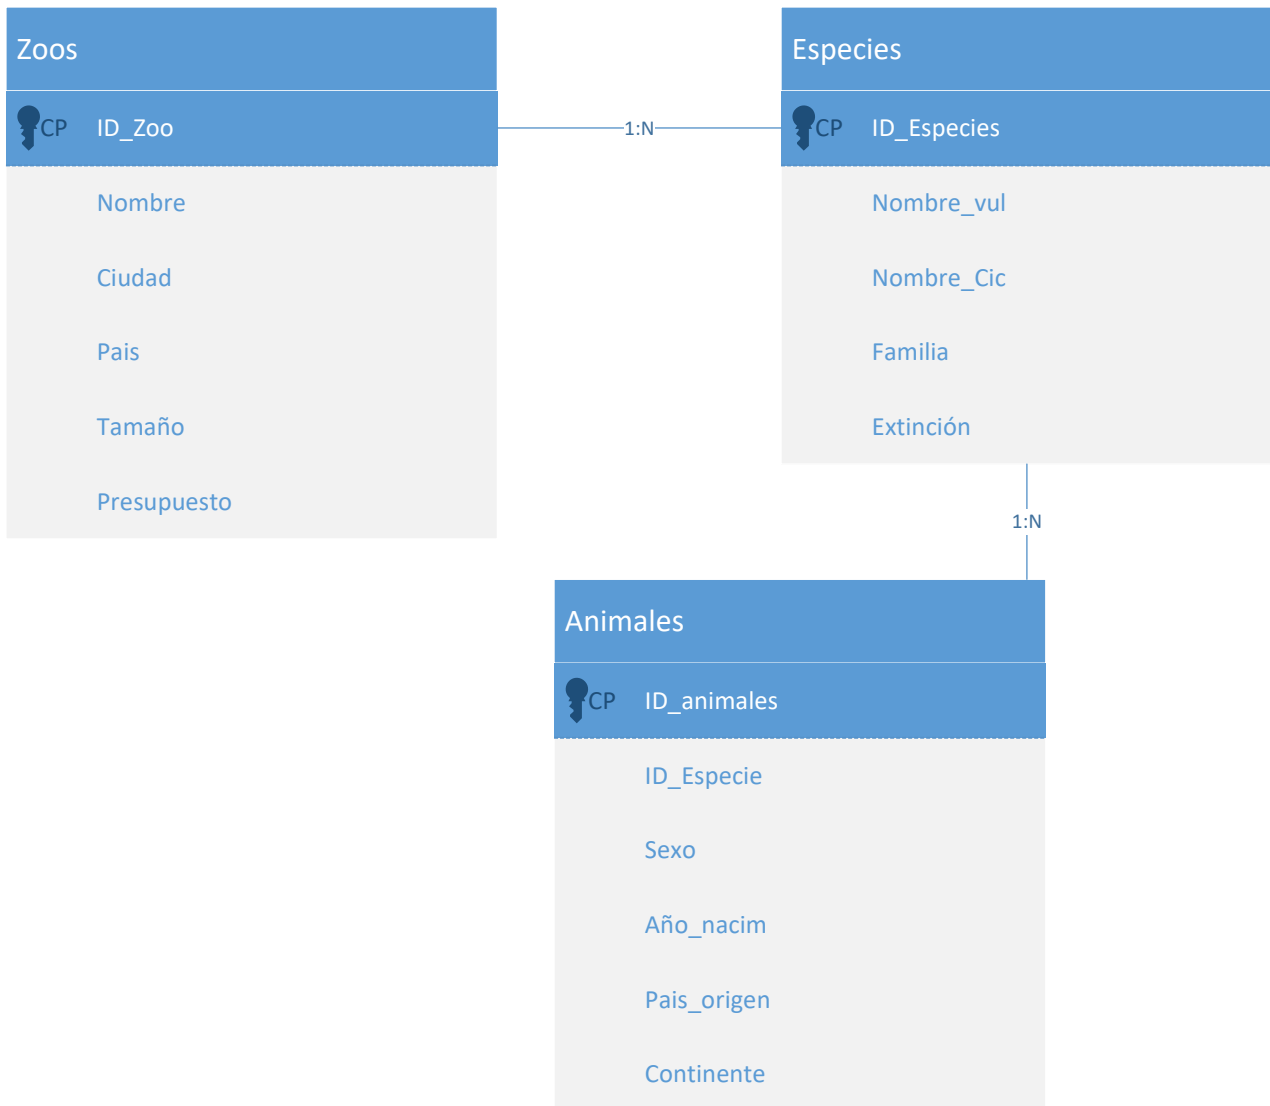 Zoos
CP ID_Zoo
Nombre
Ciudad
Pais
Tamaño
Presupuesto
1:N
Especies
CP ID_Especies
Nombre_vul
Nombre_Cic
Familia
Extinción
1:N
Animales
CP ID_animales
ID_Especie
Sexo
Año_nacim
Pais_origen
Continente